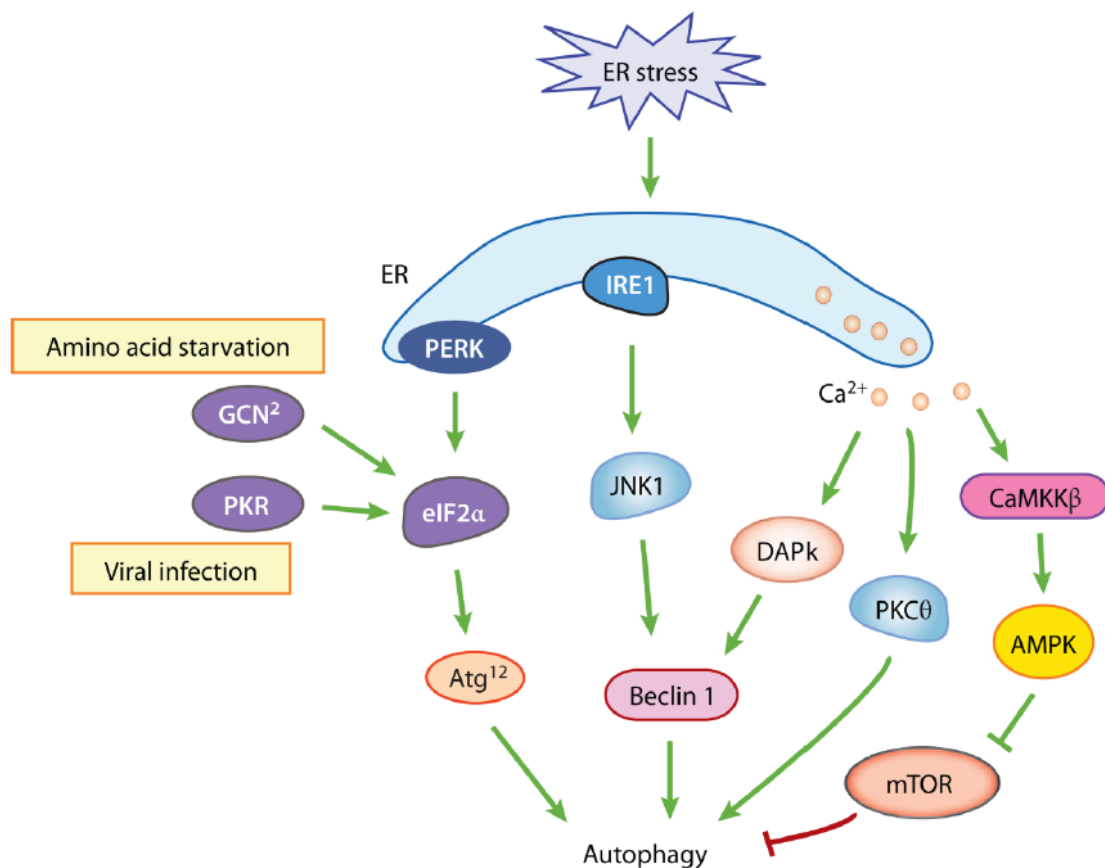 ER stress
ER
IRE1
PERK
Amino acid starvation
GCN²
PKR
Viral infection
eIF2α
Atg¹²
JNK1
Beclin 1
Ca²⁺
DAPk
PKCθ
CaMKKβ
AMPK
mTOR
Autophagy